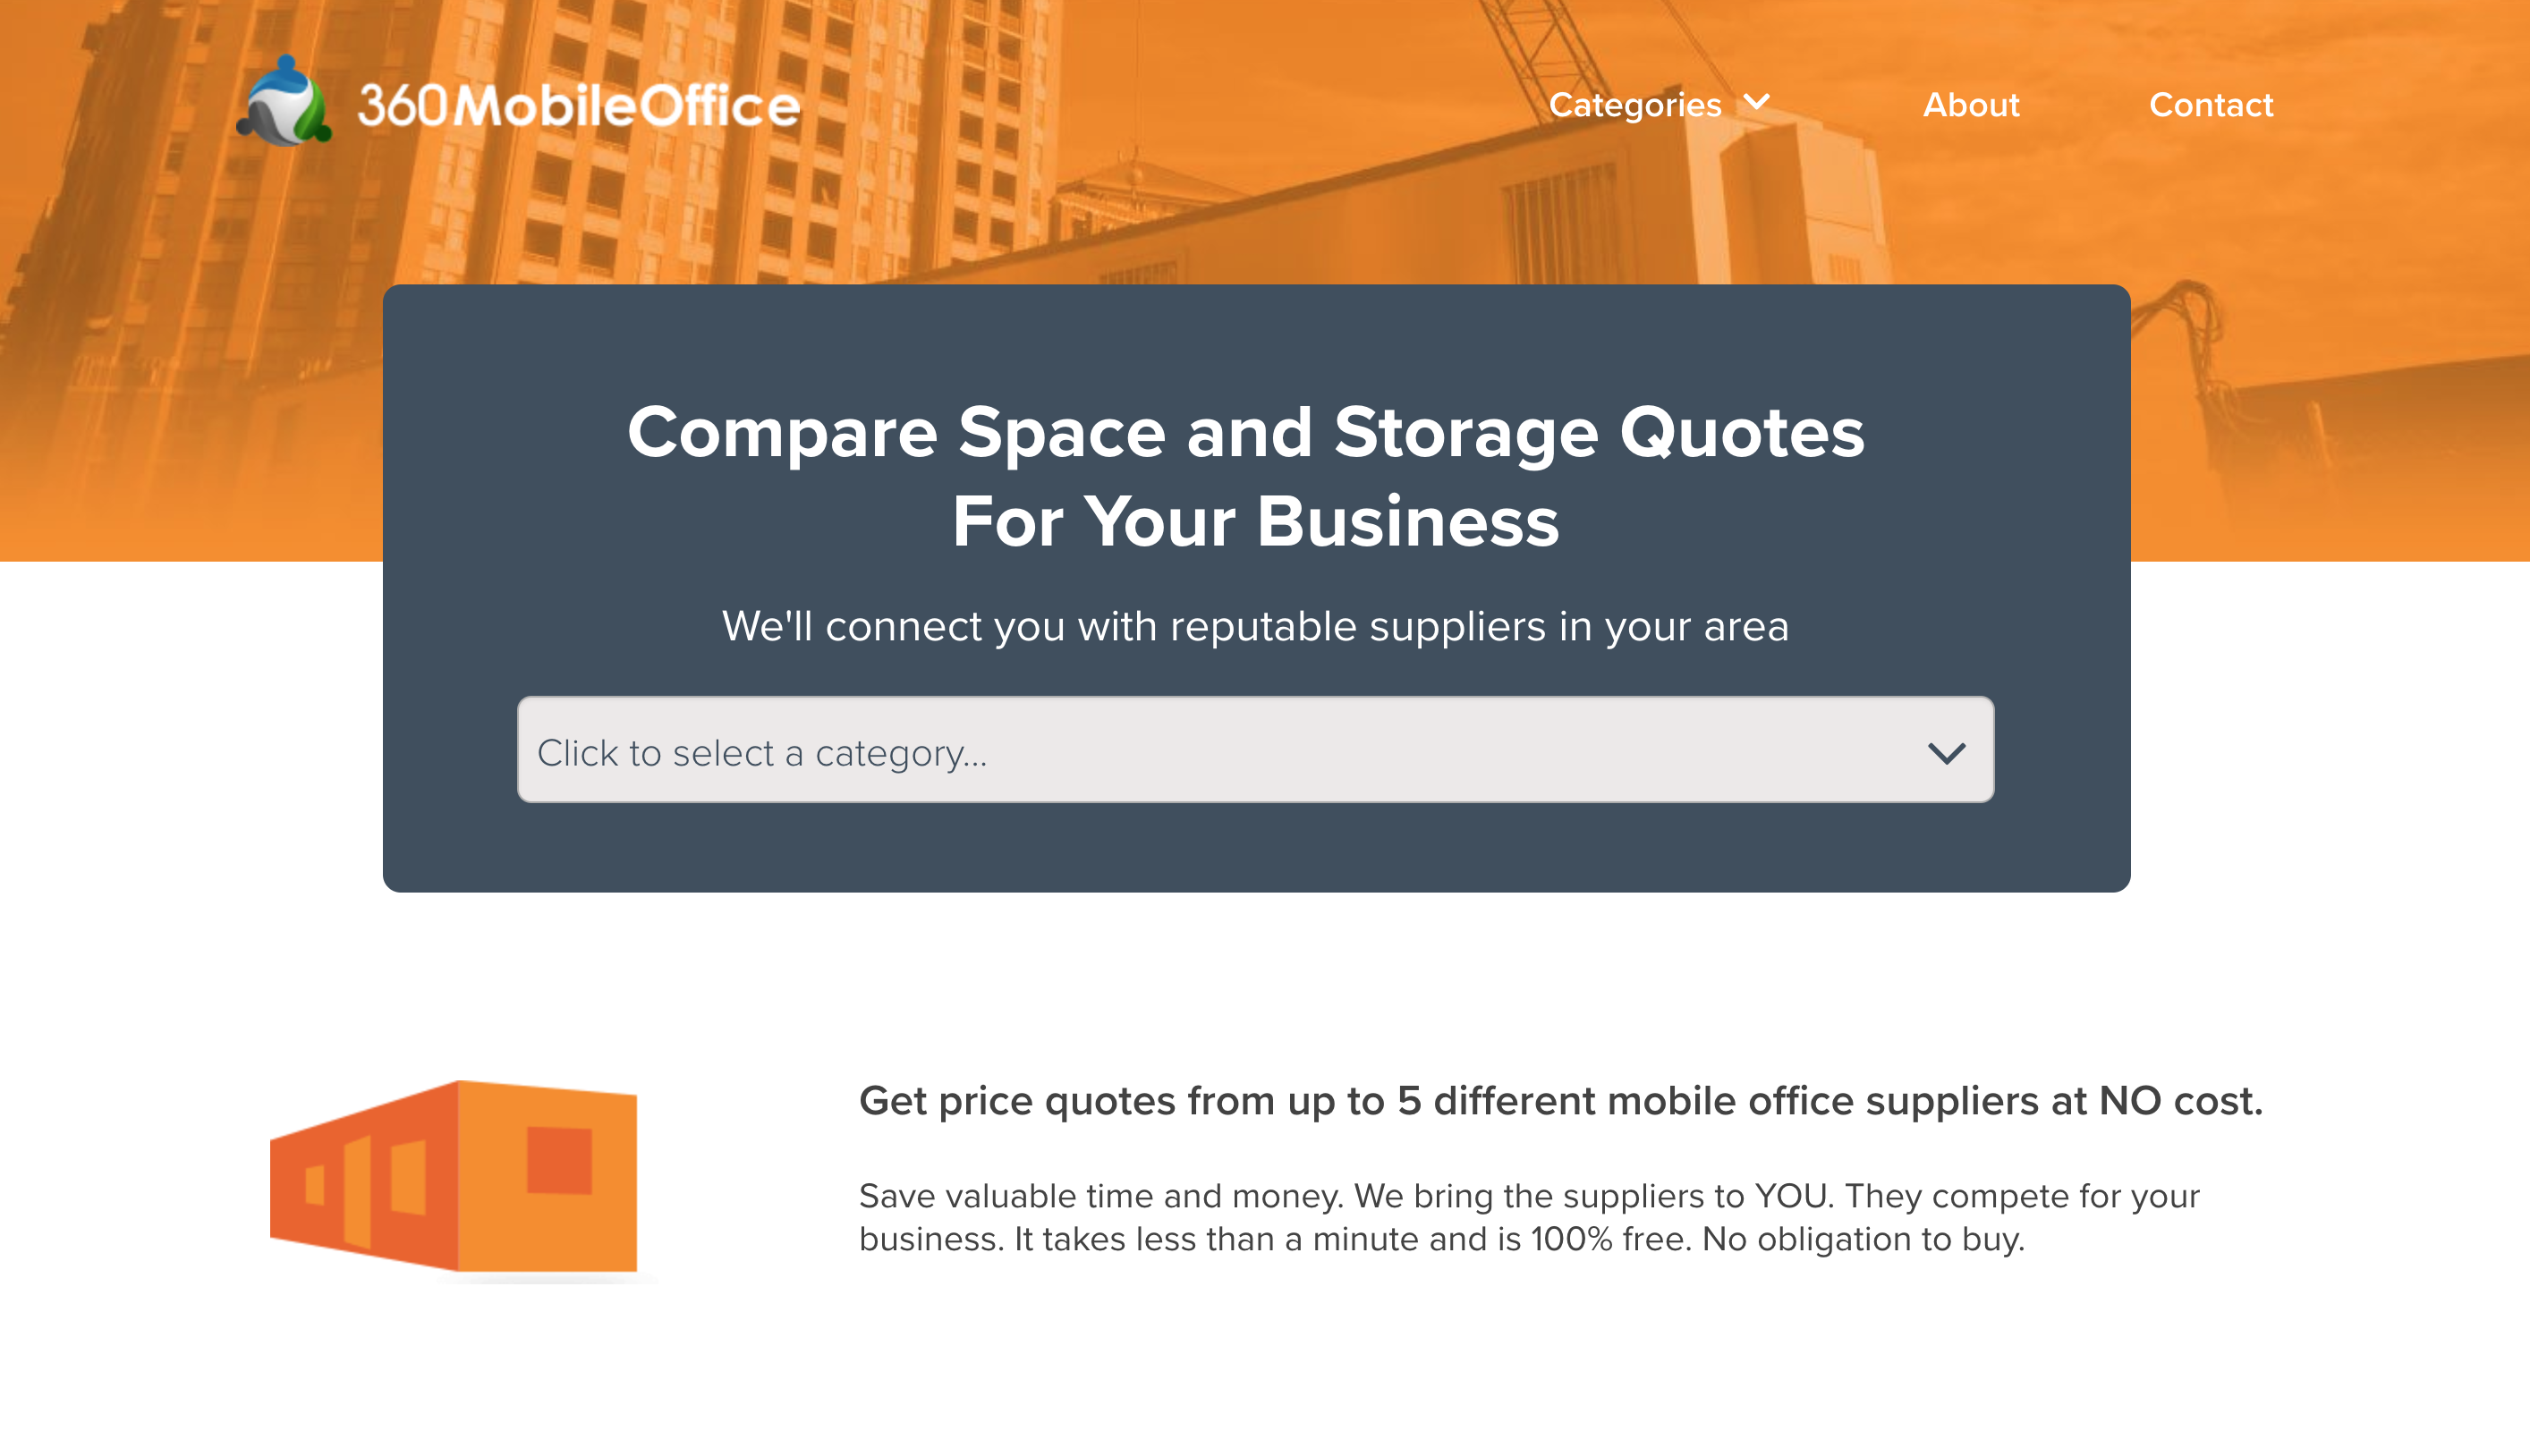 360MobileOffice
Categories
About
Contact
Compare Space and Storage Quotes
For Your Business
We'll connect you with reputable suppliers in your area
Click to select a category...
Get price quotes from up to 5 different mobile office suppliers at NO cost.
Save valuable time and money. We bring the suppliers to YOU. They compete for your
business. It takes less than a minute and is 100% free. No obligation to buy.